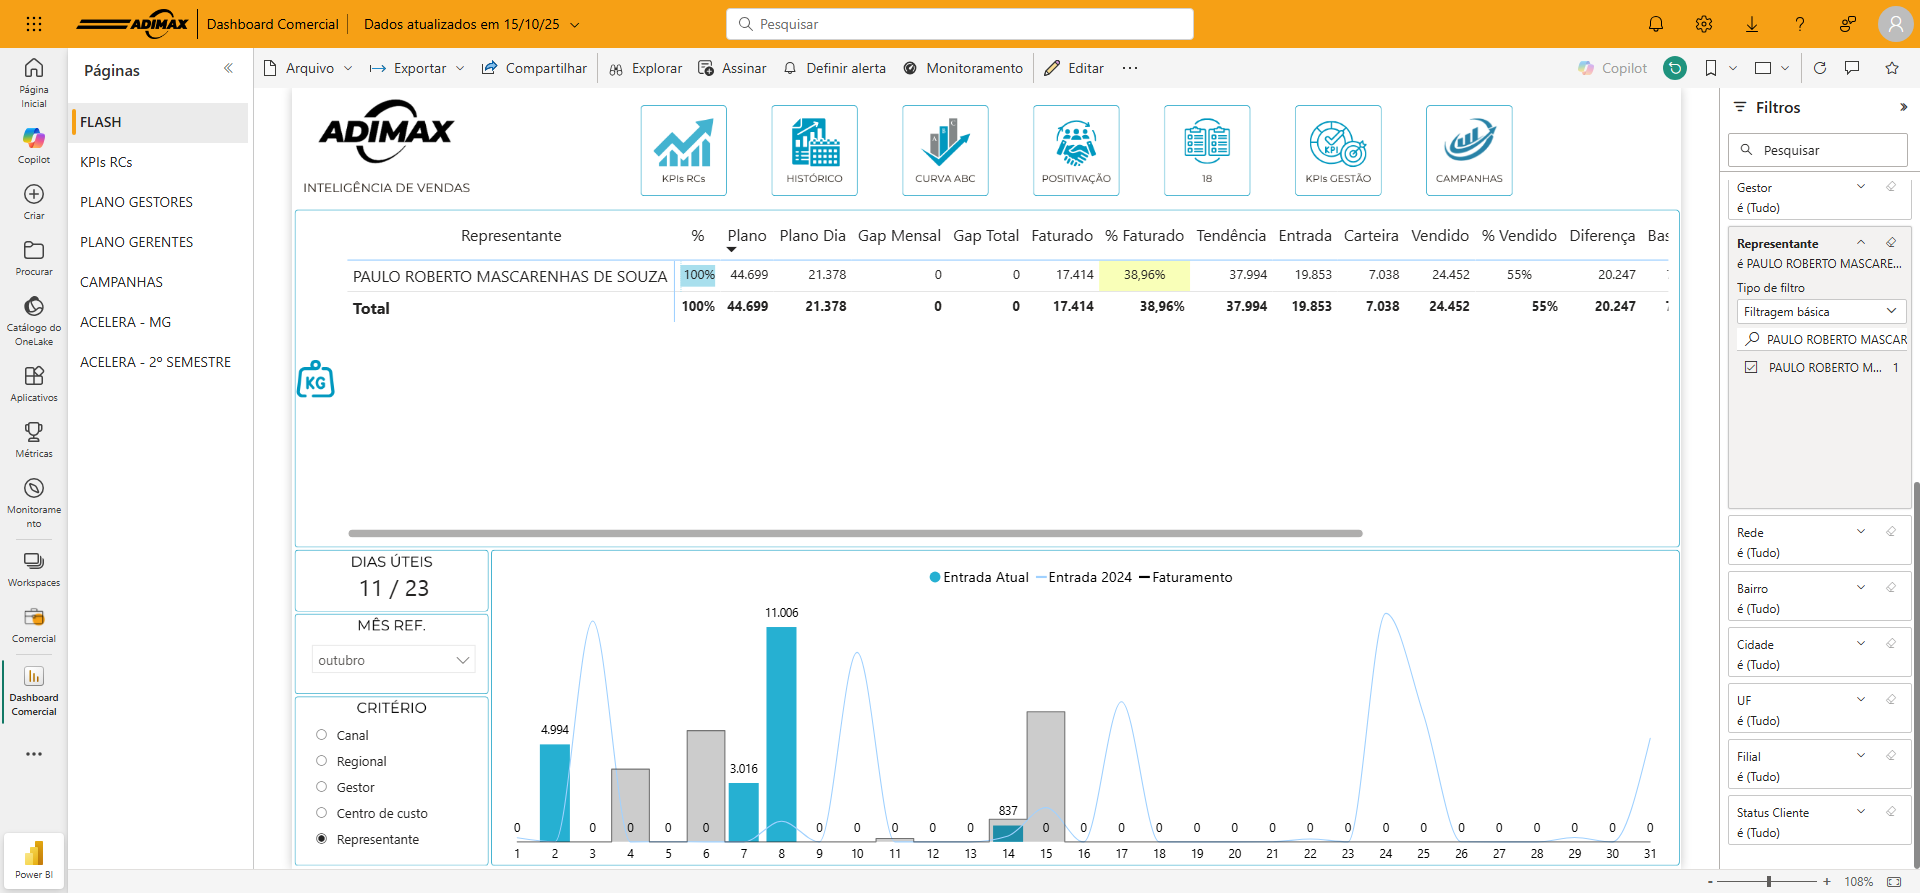 ADIMAX
Dashboard Comercial
Dados atualizados em 15/10/25
Pesquisar
Página Inicial
Copilot
Criar
Procurar
Catálogo do OneLake
Aplicativos
Métricas
Monitoramento
Workspaces
Comercial
Dashboard Comercial
Power BI
Páginas
FLASH
KPIs RCs
PLANO GESTORES
PLANO GERENTES
CAMPANHAS
ACELERA - MG
ACELERA - 2º SEMESTRE
Arquivo
Exportar
Compartilhar
Explorar
Assinar
Definir alerta
Monitoramento
Editar
Copilot
ADIMAX
INTELIGÊNCIA DE VENDAS
KPIs RCs
HISTÓRICO
A B C
CURVA ABC
POSITIVAÇÃO
18
KPI
KPIs GESTÃO
CAMPANHAS
Representante % Plano Plano Dia Gap Mensal Gap Total Faturado % Faturado Tendência Entrada Carteira Vendido % Vendido Diferença Bas
PAULO ROBERTO MASCARENHAS DE SOUZA 100% 44.699 21.378 0 0 17.414 38,96% 37.994 19.853 7.038 24.452 55% 20.247
Total 100% 44.699 21.378 0 0 17.414 38,96% 37.994 19.853 7.038 24.452 55% 20.247
KG
DIAS ÚTEIS
11 / 23
MÊS REF.
outubro
CRITÉRIO
Canal
Regional
Gestor
Centro de custo
Representante
Entrada Atual Entrada 2024 Faturamento
11.006
4.994
3.016
837
0 0 0 0 0 0 0 0 0 0 0 0 0 0 0 0 0 0 0 0 0 0 0 0 0 0 0
1 2 3 4 5 6 7 8 9 10 11 12 13 14 15 16 17 18 19 20 21 22 23 24 25 26 27 28 29 30 31
Filtros
Pesquisar
Gestor
é (Tudo)
Representante
é PAULO ROBERTO MASCARE...
Tipo de filtro
Filtragem básica
PAULO ROBERTO MASCAR
PAULO ROBERTO M... 1
Rede
é (Tudo)
Bairro
é (Tudo)
Cidade
é (Tudo)
UF
é (Tudo)
Filial
é (Tudo)
Status Cliente
é (Tudo)
- + 108%